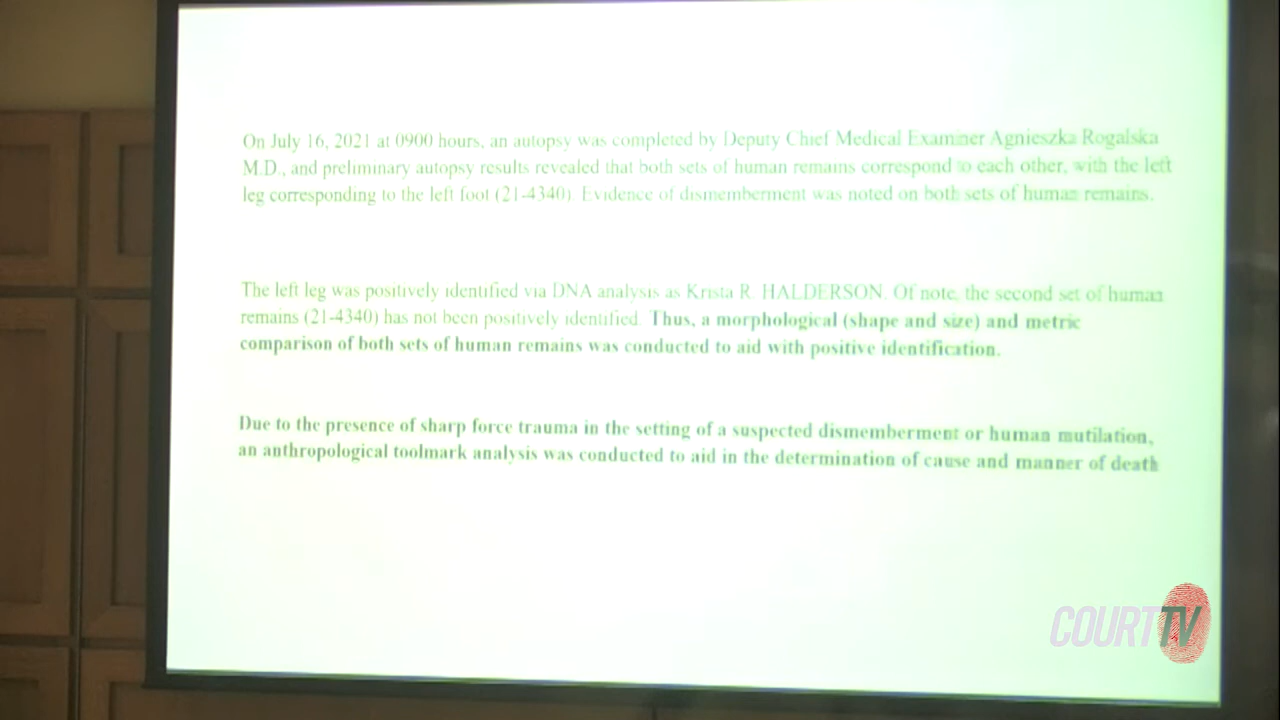 On July 16, 2021 at 0900 hours, an autopsy was completed by Deputy Chief Medical Examiner Agnieszka Rogalska
M.D., and preliminary autopsy results revealed that both sets of human remains correspond to each other, with the left
leg corresponding to the left foot (21-4340). Evidence of dismemberment was noted on both sets of human remains.
The left leg was positively identified via DNA analysis as Krista R. HALDERSON. Of note, the second set of human
remains (21-4340) has not been positively identified. Thus, a morphological (shape and size) and metric
comparison of both sets of human remains was conducted to aid with positive identification.
Due to the presence of sharp force trauma in the setting of a suspected dismemberment or human mutilation,
an anthropological toolmark analysis was conducted to aid in the determination of cause and manner of death
COURT TV